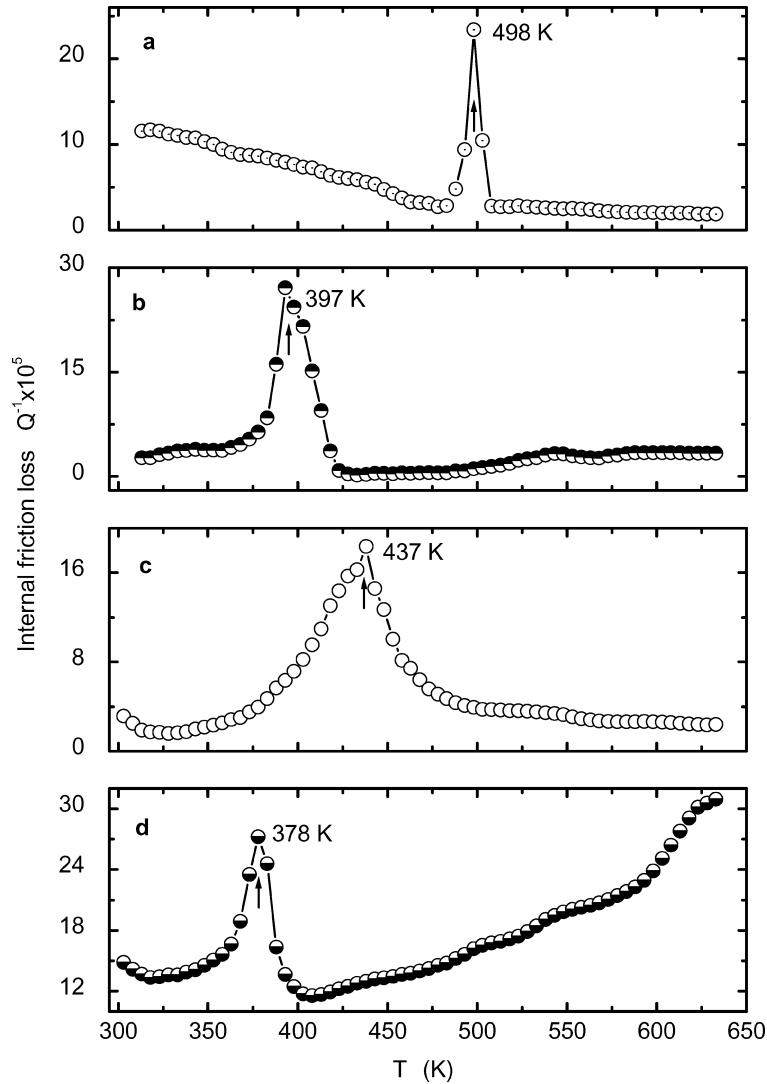 a
498 K
20
10
0
b
397 K
30
15
0
Internal friction loss Q⁻¹x10⁵
c
437 K
16
8
0
d
378 K
30
24
18
12
300 350 400 450 500 550 600 650
T (K)